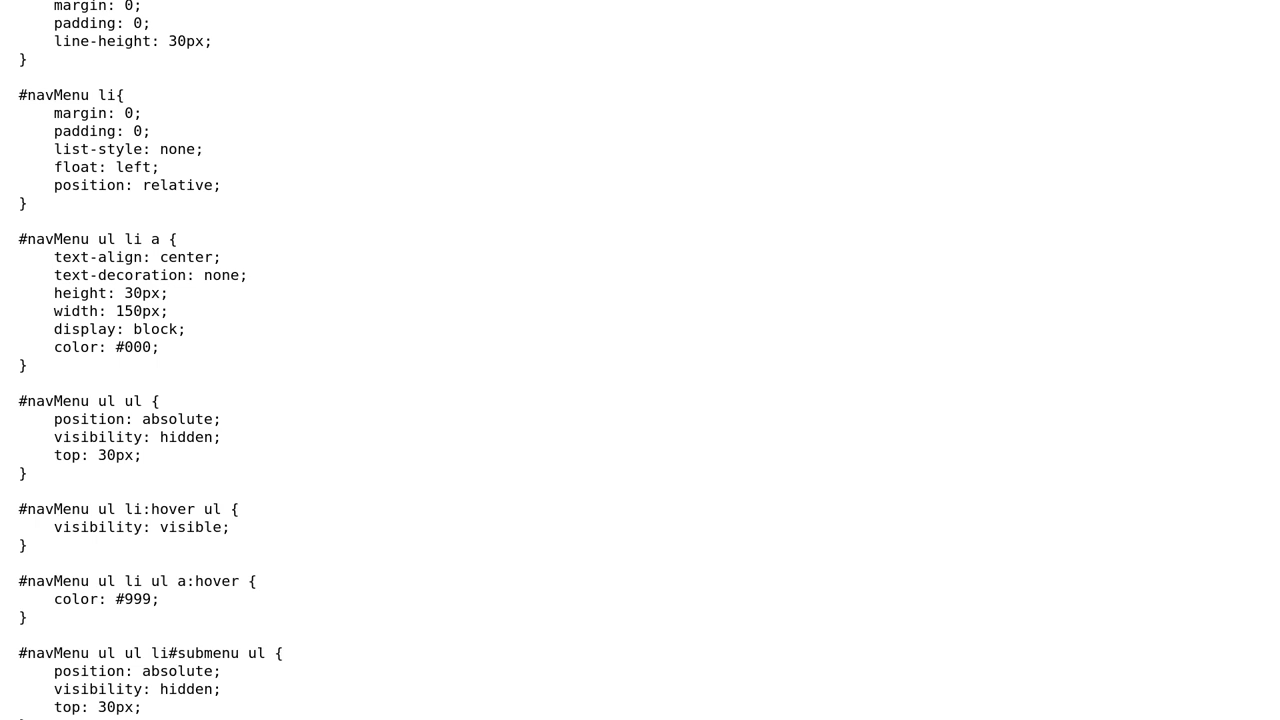 margin: 0;
padding: 0;
line-height: 30px;
}
#navMenu li{
margin: 0;
padding: 0;
list-style: none;
float: left;
position: relative;
}
#navMenu ul li a {
text-align: center;
text-decoration: none;
height: 30px;
width: 150px;
display: block;
color: #000;
}
#navMenu ul ul {
position: absolute;
visibility: hidden;
top: 30px;
}
#navMenu ul li:hover ul {
visibility: visible;
}
#navMenu ul li ul a:hover {
color: #999;
}
#navMenu ul ul li#submenu ul {
position: absolute;
visibility: hidden;
top: 30px;